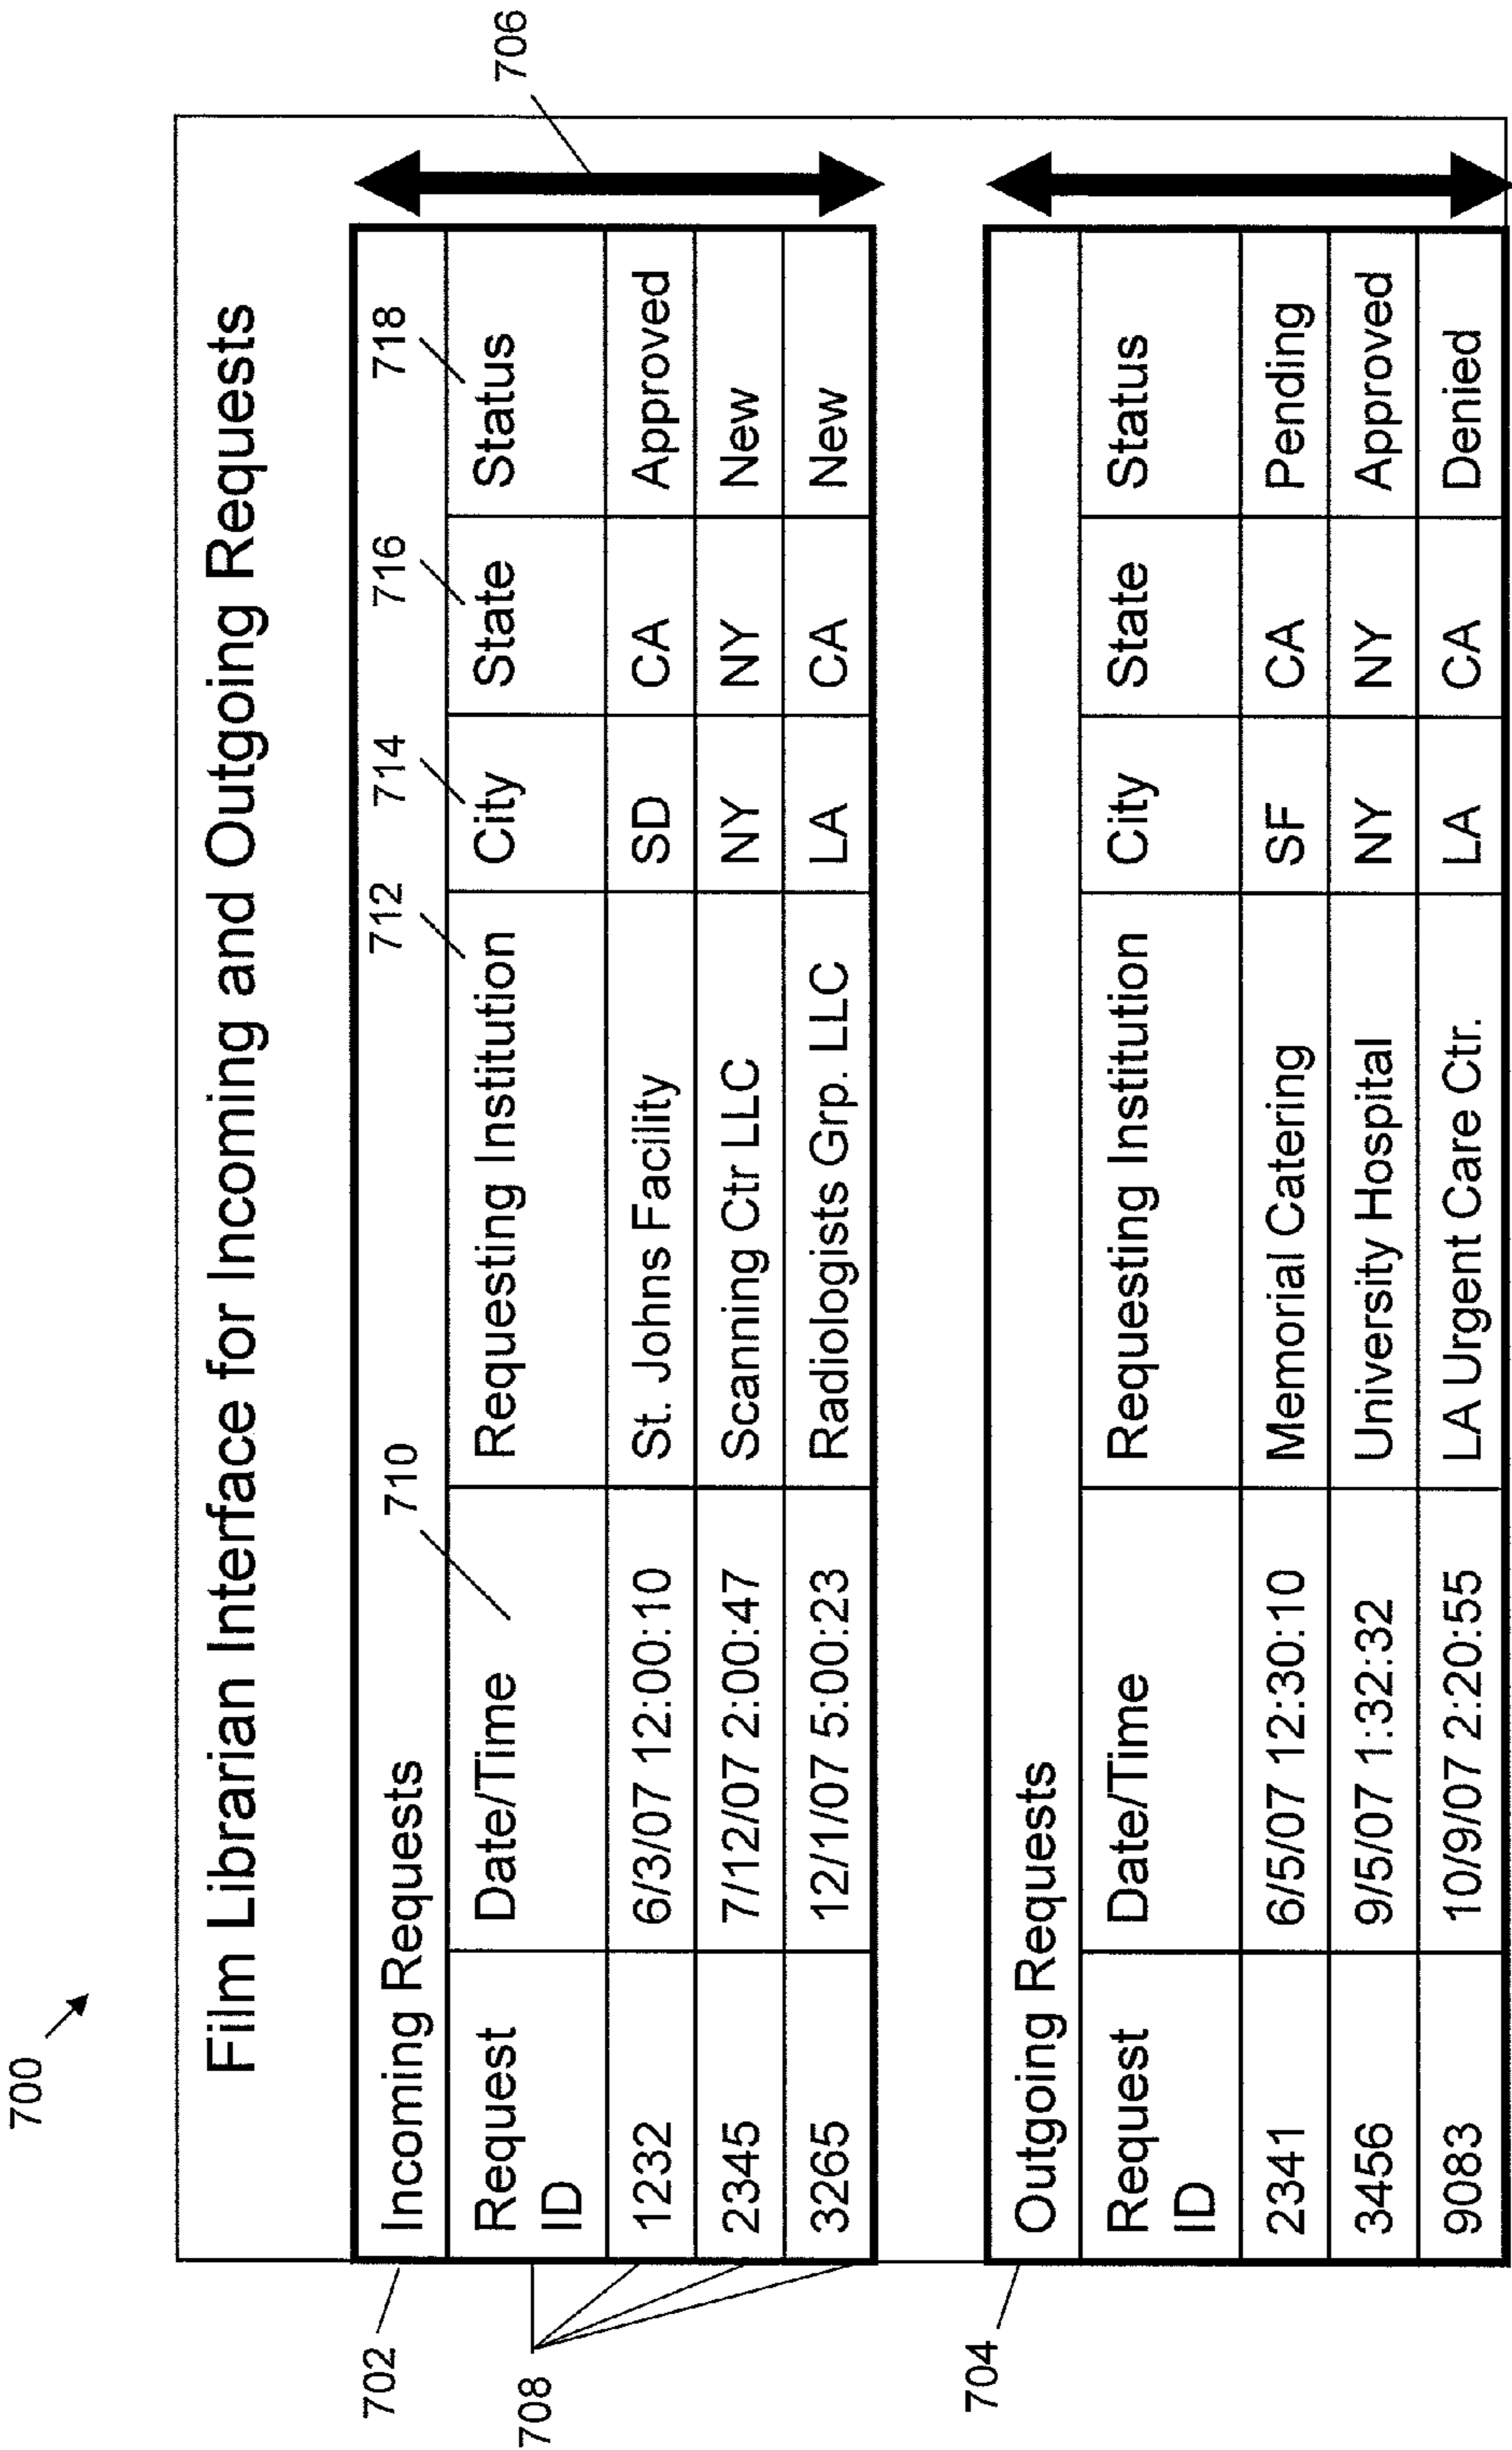 700
Film Librarian Interface for Incoming and Outgoing Requests
702
Incoming Requests
710
712
714
716
718
706
708
Request ID Date/Time Requesting Institution City State Status
1232 6/3/07 12:00:10 St. Johns Facility SD CA Approved
2345 7/12/07 2:00:47 Scanning Ctr LLC NY NY New
3265 12/1/07 5:00:23 Radiologists Grp. LLC LA CA New
704
Outgoing Requests
Request ID Date/Time Requesting Institution City State Status
2341 6/5/07 12:30:10 Memorial Catering SF CA Pending
3456 9/5/07 1:32:32 University Hospital NY NY Approved
9083 10/9/07 2:20:55 LA Urgent Care Ctr. LA CA Denied